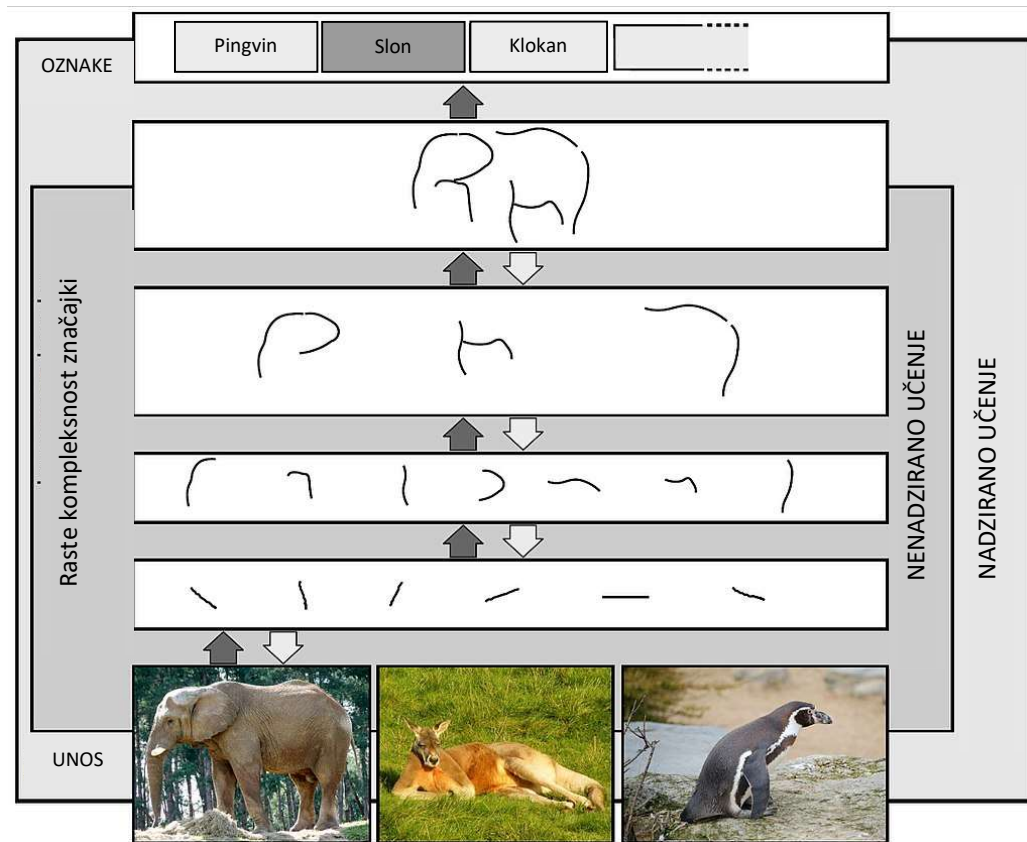 Pingvin
Slon
Klokan
OZNAKE
Raste kompleksnost značajki
NENADZIRANO UČENJE
NADZIRANO UČENJE
UNOS